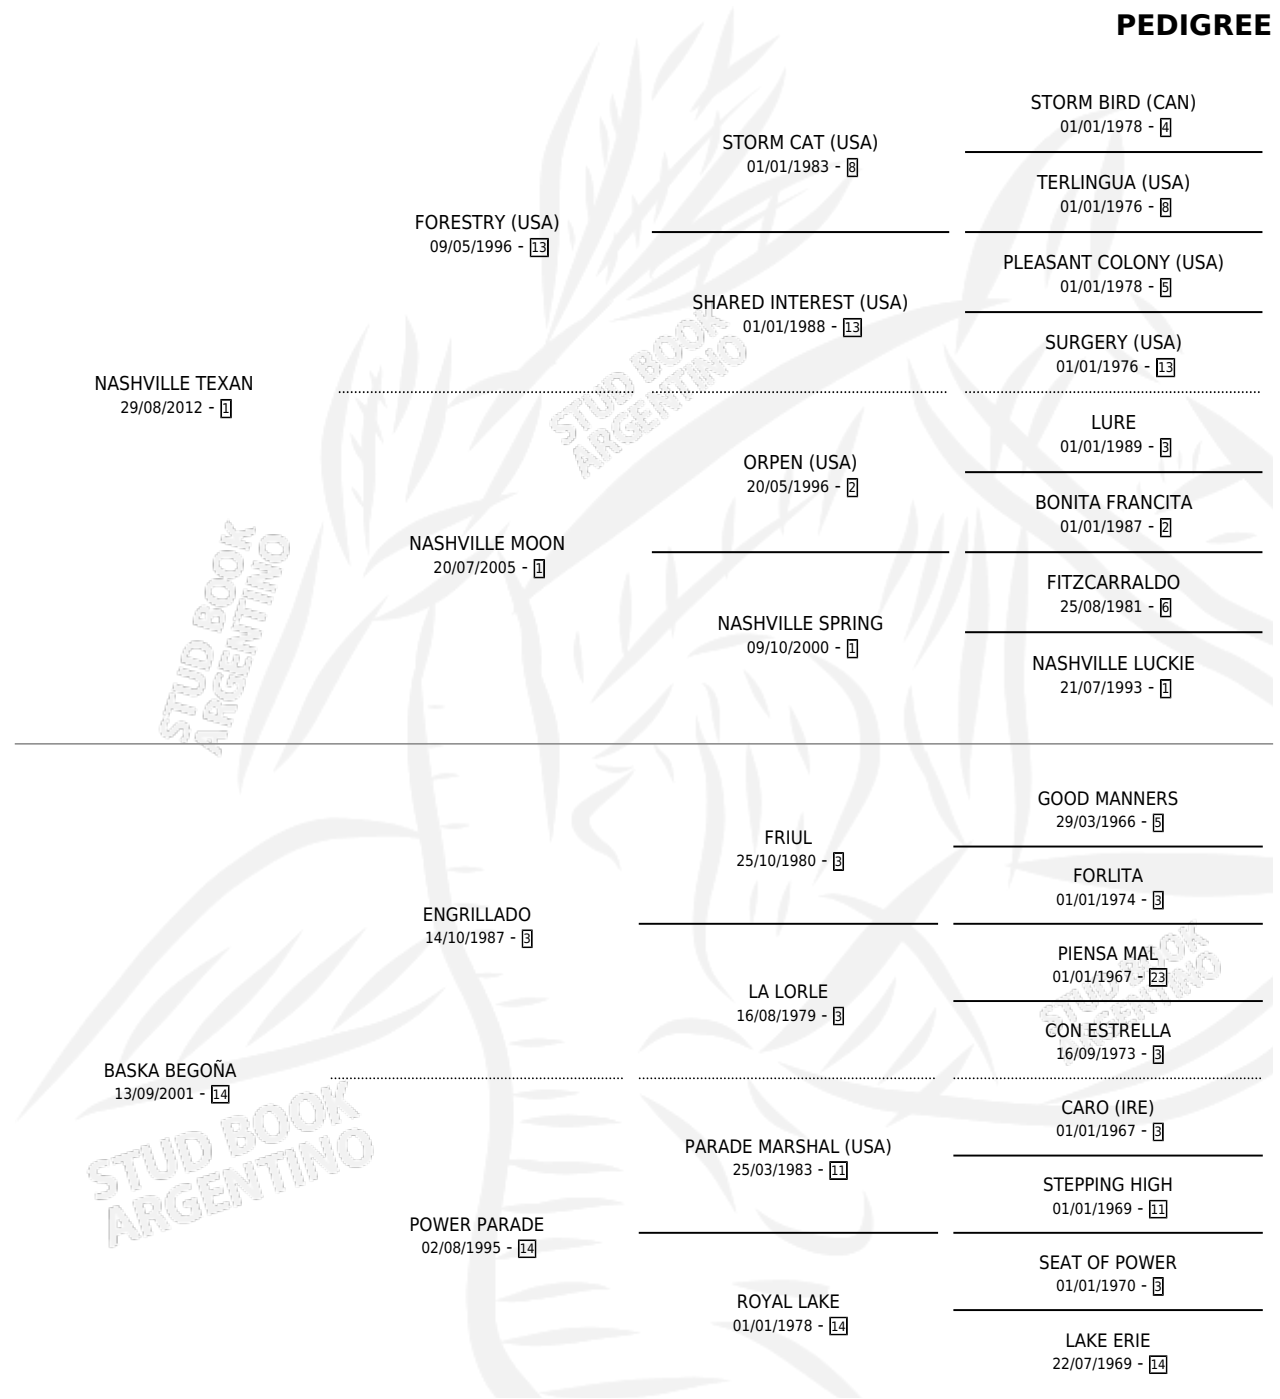 PEDIGREE
STORM BIRD (CAN)
01/01/1978 - 4
STORM CAT (USA)
01/01/1983 - 8
TERLINGUA (USA)
01/01/1976 - 8
FORESTRY (USA)
09/05/1996 - 13
PLEASANT COLONY (USA)
01/01/1978 - 5
SHARED INTEREST (USA)
01/01/1988 - 13
SURGERY (USA)
01/01/1976 - 13
NASHVILLE TEXAN
29/08/2012 - 1
STUD BOOK
ARGENTINO
LURE
01/01/1989 - 3
ORPEN (USA)
20/05/1996 - 2
BONITA FRANCITA
01/01/1987 - 2
NASHVILLE MOON
20/07/2005 - 1
FITZCARRALDO
25/08/1981 - 6
NASHVILLE SPRING
09/10/2000 - 1
NASHVILLE LUCKIE
21/07/1993 - 1
STUD BOOK
ARGENTINO
GOOD MANNERS
29/03/1966 - 5
FRIUL
25/10/1980 - 3
FORLITA
01/01/1974 - 3
ENGRILLADO
14/10/1987 - 3
PIENSA MAL
01/01/1967 - 23
LA LORLE
16/08/1979 - 3
CON ESTRELLA
16/09/1973 - 3
STUD BOOK
ARGENTINO
BASKA BEGOÑA
13/09/2001 - 14
CARO (IRE)
01/01/1967 - 3
PARADE MARSHAL (USA)
25/03/1983 - 11
STEPPING HIGH
01/01/1969 - 11
STUD BOOK
ARGENTINO
POWER PARADE
02/08/1995 - 14
SEAT OF POWER
01/01/1970 - 3
ROYAL LAKE
01/01/1978 - 14
LAKE ERIE
22/07/1969 - 14